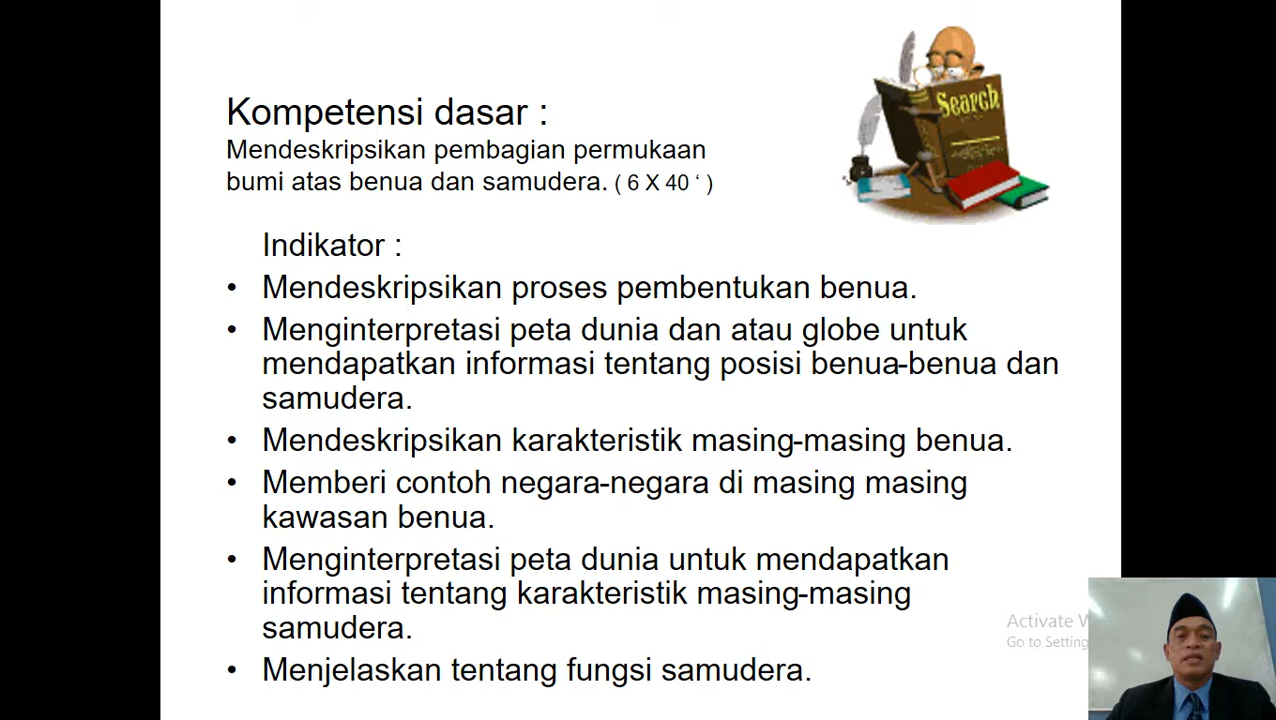 Search
Kompetensi dasar :
Mendeskripsikan pembagian permukaan
bumi atas benua dan samudera. ( 6 X 40 ‘ )
Indikator :
• Mendeskripsikan proses pembentukan benua.
• Menginterpretasi peta dunia dan atau globe untuk
mendapatkan informasi tentang posisi benua-benua dan
samudera.
• Mendeskripsikan karakteristik masing-masing benua.
• Memberi contoh negara-negara di masing masing
kawasan benua.
• Menginterpretasi peta dunia untuk mendapatkan
informasi tentang karakteristik masing-masing
samudera.
• Menjelaskan tentang fungsi samudera.
Activate
Go to Setting